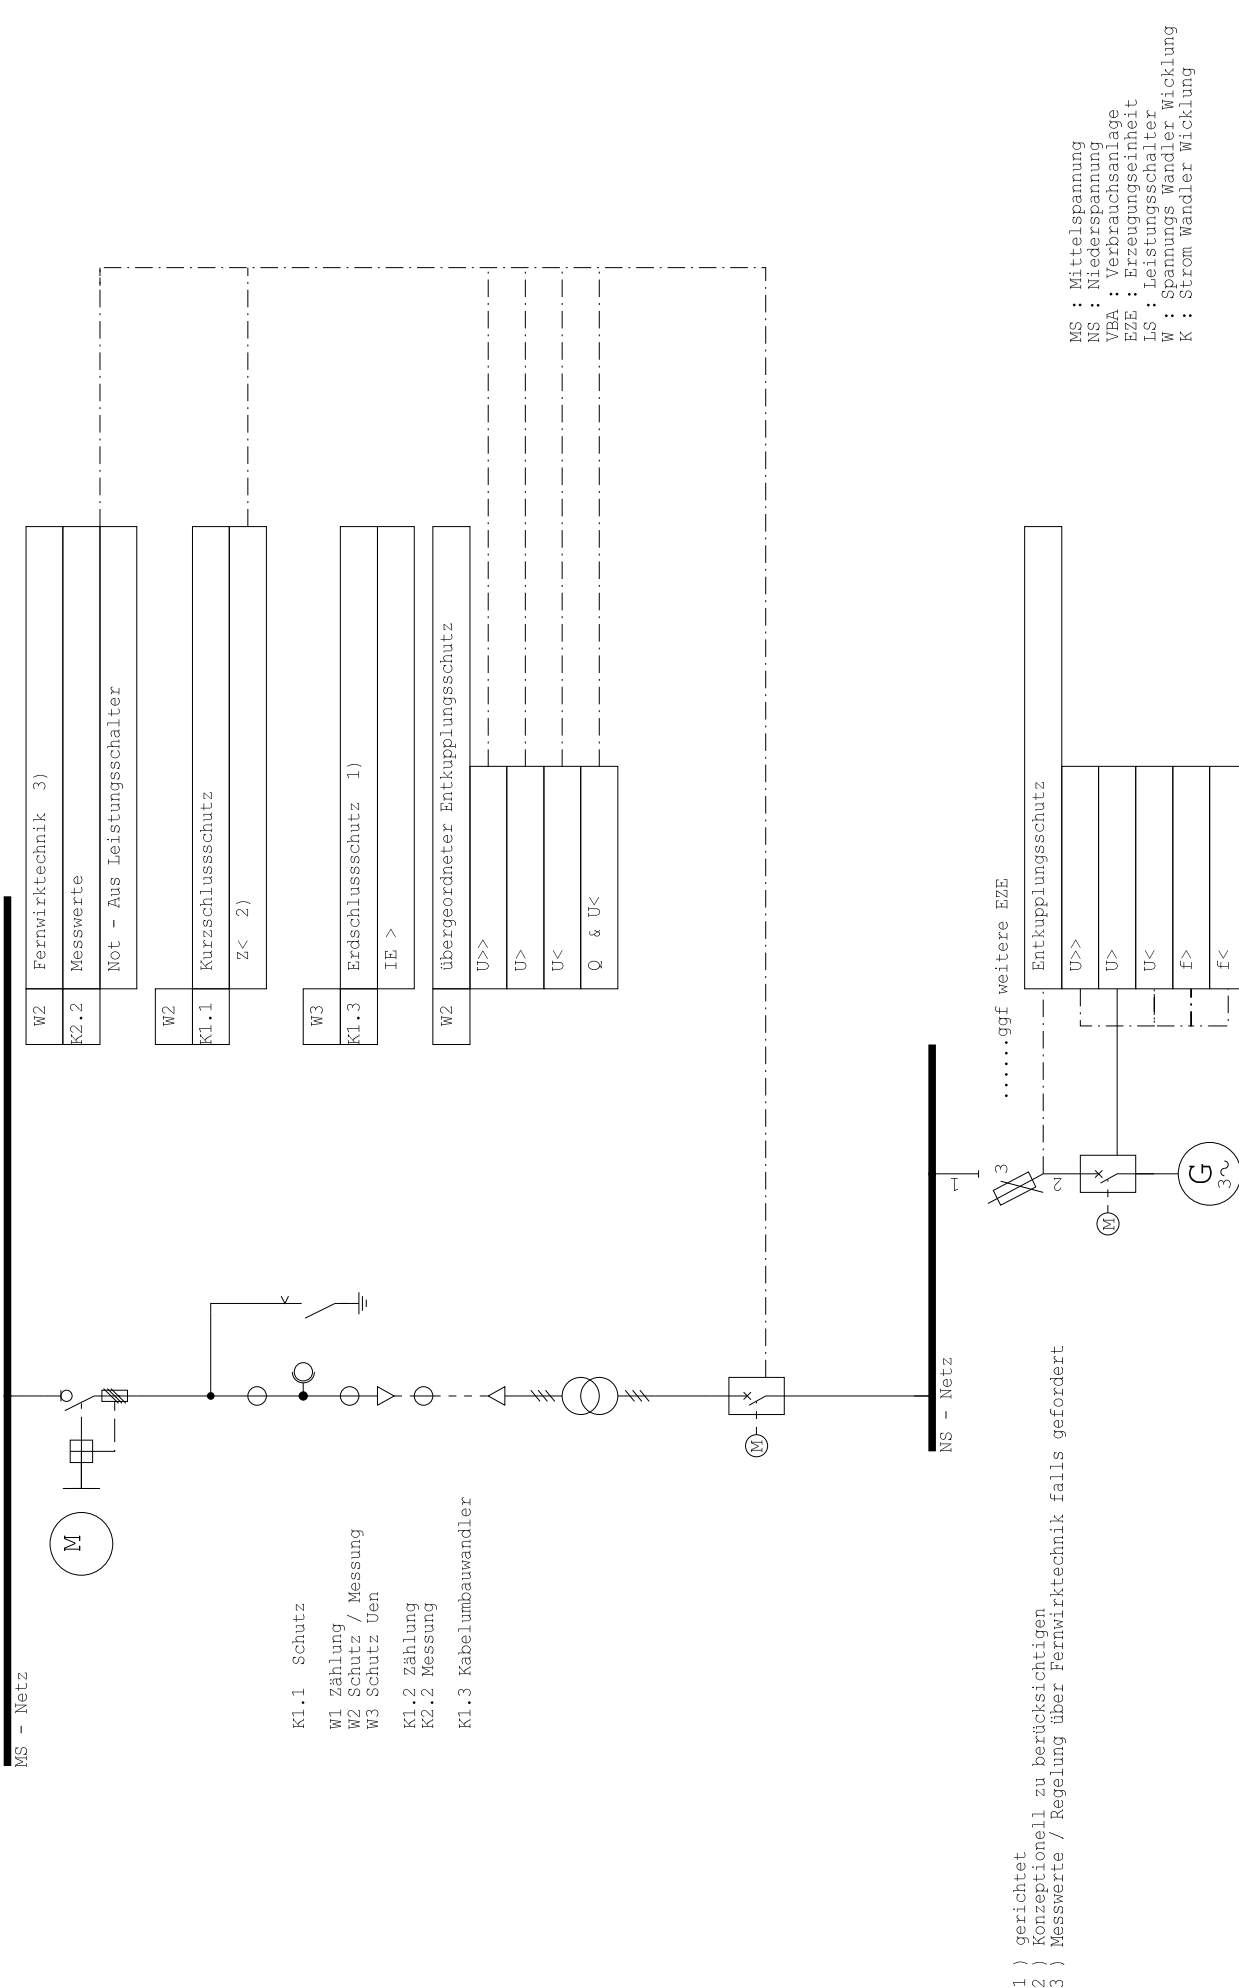 MS - Netz
W2 Fernwirktechnik 3)
K2.2 Messwerte
Not - Aus Leistungsschalter
W2
K1.1 Kurzschlussschutz
Z< 2)
W3
K1.3 Erdschlussschutz 1)
IE >
W2 übergeordneter Entkupplungsschutz
U>>
U>
U<
Q & U<
M
K1.1 Schutz
W1 Zählung
W2 Schutz / Messung
W3 Schutz Uen
K1.2 Zählung
K2.2 Messung
K1.3 Kabelumbauwandler
M
NS - Netz
1
3
2
......ggf weitere EZE
Entkupplungsschutz
U>>
U>
U<
f>
f<
M
G
3~
MS : Mittelspannung
NS : Niederspannung
VBA : Verbrauchsanlage
EZE : Erzeugungseinheit
LS : Leistungsschalter
W : Spannungs Wandler Wicklung
K : Strom Wandler Wicklung
1 ) gerichtet
2 ) Konzeptionell zu berücksichtigen
3 ) Messwerte / Regelung über Fernwirktechnik falls gefordert